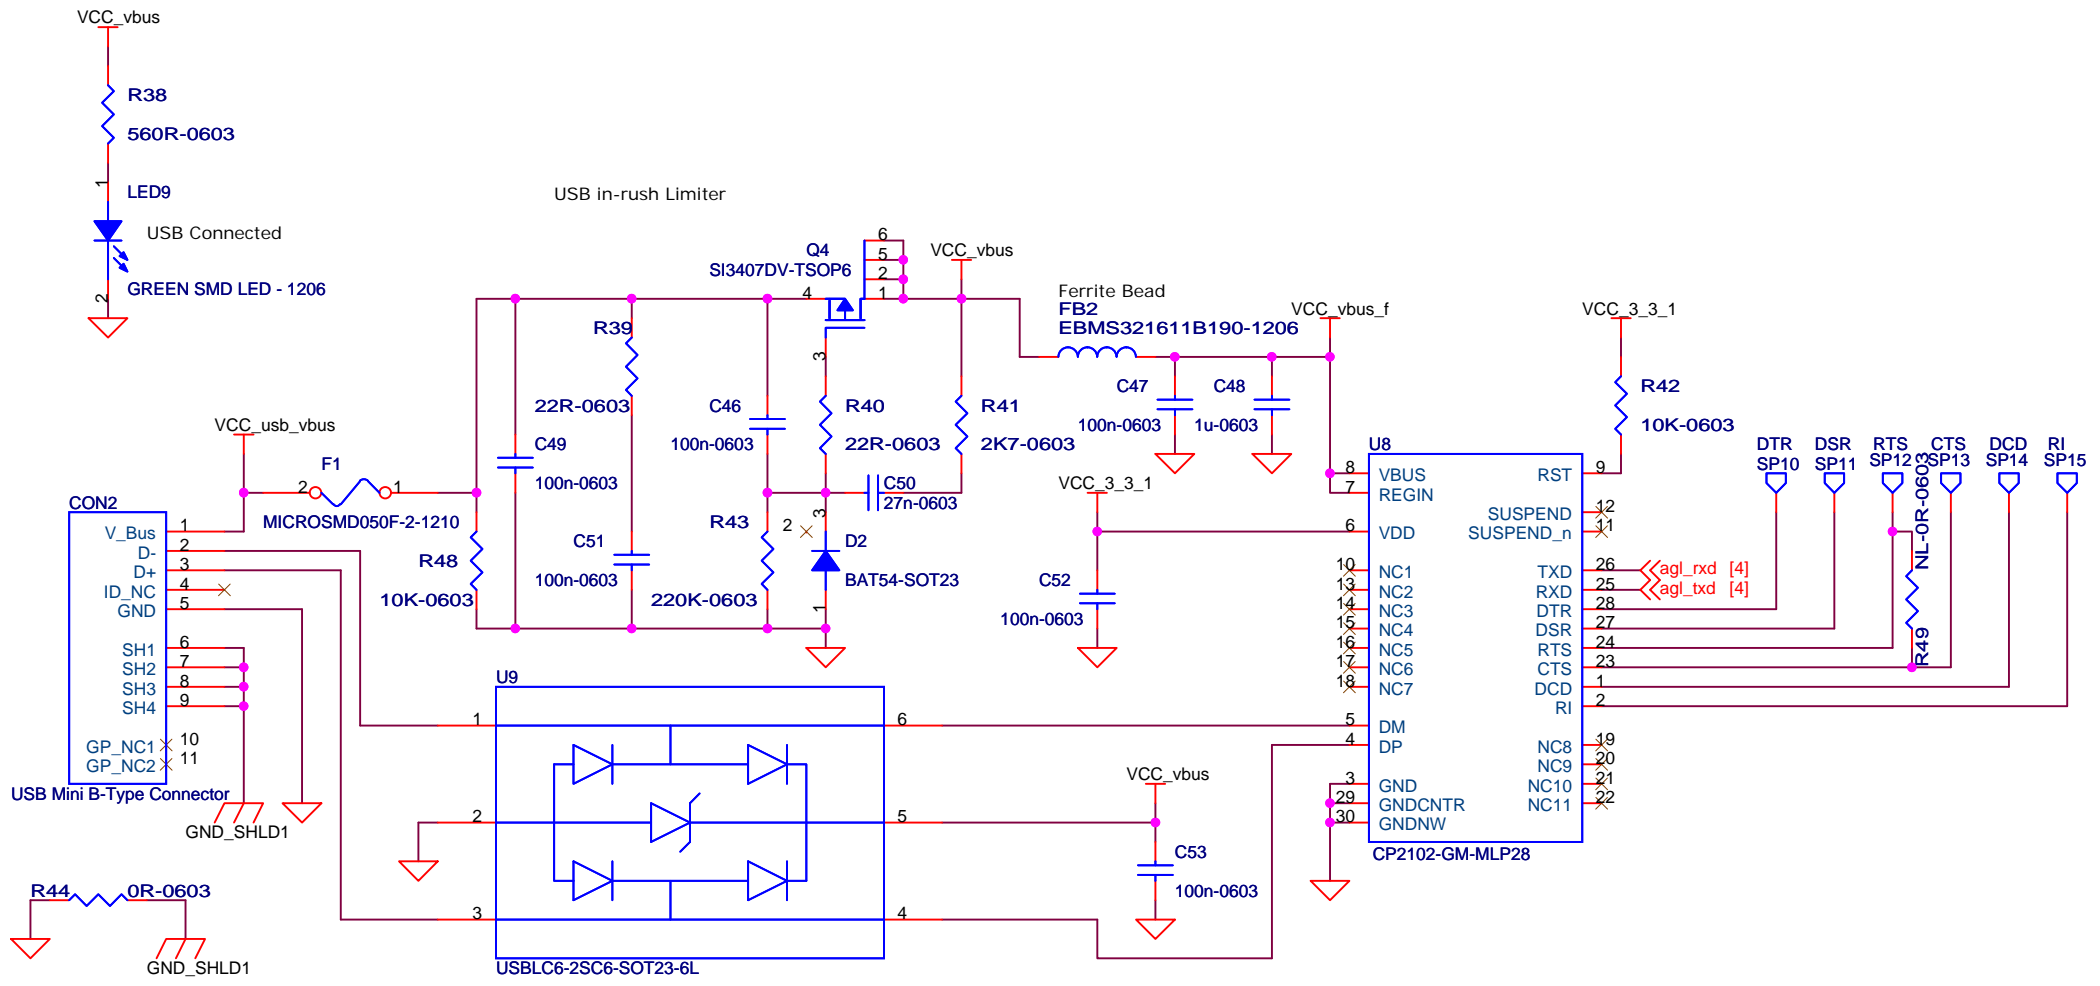 VCC_vbus
R38
560R-0603
1
LED9
USB Connected
GREEN SMD LED - 1206
2
USB in-rush Limiter
Q4
SI3407DV-TSOP6
6
5
2
1
4
3
VCC_vbus
Ferrite Bead
FB2
EBMS321611B190-1206
VCC_vbus_f
VCC_3_3_1
R39
22R-0603
C49
100n-0603
C51
100n-0603
C46
100n-0603
R40
22R-0603
R41
2K7-0603
C50
27n-0603
R43
220K-0603
2
3
D2
BAT54-SOT23
1
R48
10K-0603
C47
100n-0603
C48
1u-0603
R42
10K-0603
VCC_usb_vbus
F1
2
1
MICROSMD050F-2-1210
CON2
V_Bus 1
D- 2
D+ 3
ID_NC 4
GND 5
SH1 6
SH2 7
SH3 8
SH4 9
GP_NC1 10
GP_NC2 11
USB Mini B-Type Connector
GND_SHLD1
R44
0R-0603
GND_SHLD1
U9
1
2
3
6
5
4
USBLC6-2SC6-SOT23-6L
VCC_vbus
C53
100n-0603
VCC_3_3_1
C52
100n-0603
U8
8 VBUS
7 REGIN
6 VDD
10 NC1
13 NC2
14 NC3
15 NC4
16 NC5
17 NC6
18 NC7
5 DM
4 DP
3 GND
29 GNDCNTR
30 GNDNW
RST 9
SUSPEND 12
SUSPEND_n 11
TXD 26
RXD 25
DTR 28
DSR 27
RTS 24
CTS 23
DCD 1
RI 2
NC8 19
NC9 20
NC10 21
NC11 22
CP2102-GM-MLP28
agl_rxd [4]
agl_txd [4]
DTR DSR RTS CTS DCD RI
SP10 SP11 SP12 SP13 SP14 SP15
NL-0R-0603
R49